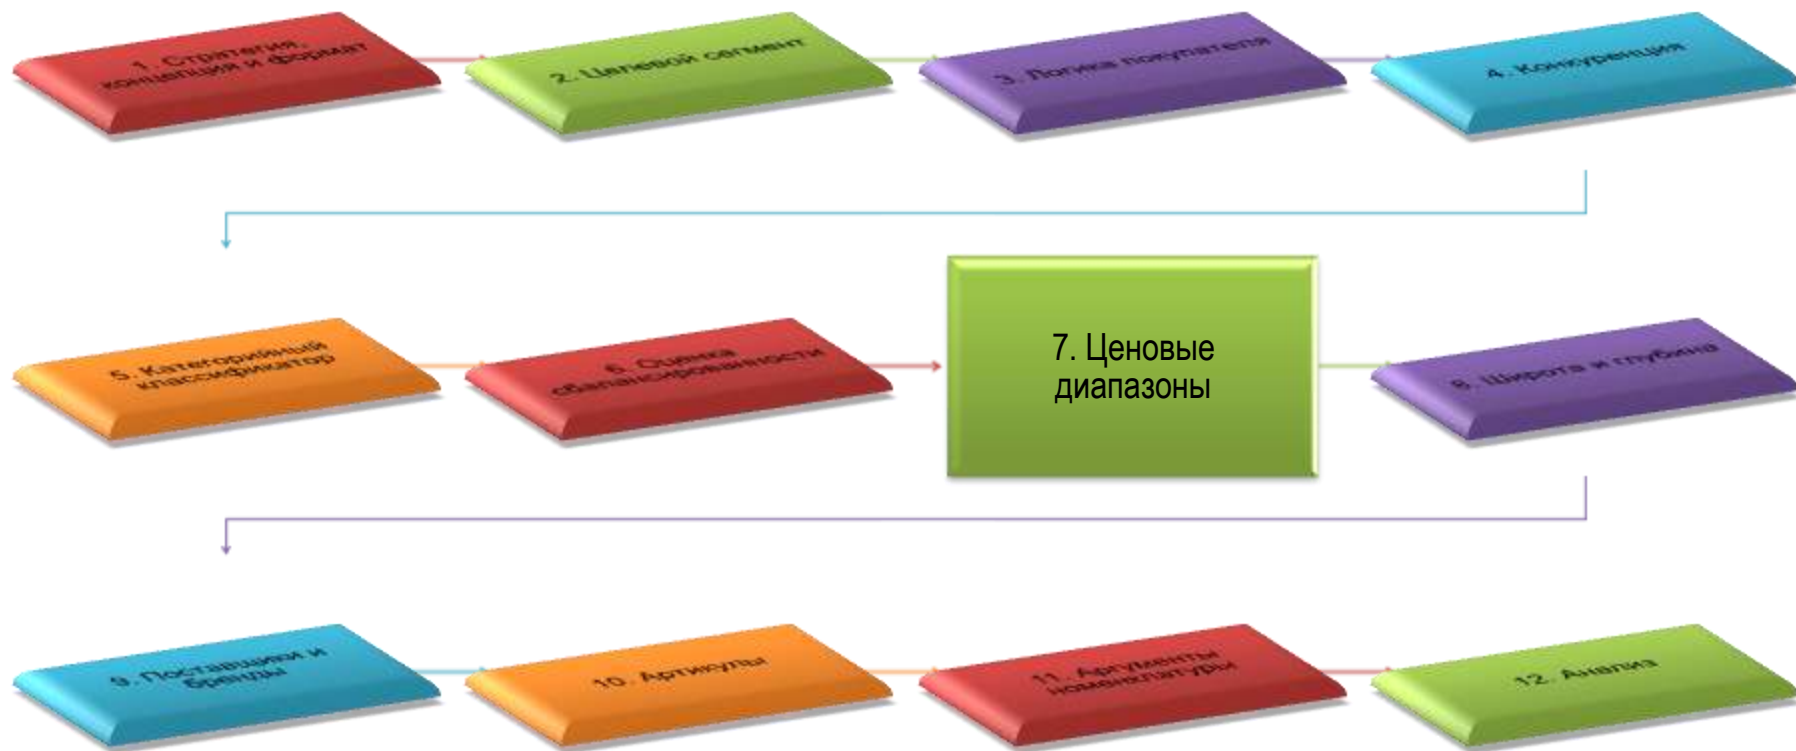 1. Стратегия,
концепция и формат
2. Целевой сегмент
3. Логика покупателя
4. Конкуренция
5. Категорийный
классификатор
6. Оценка
сбалансированности
7. Ценовые
диапазоны
8. Широта и глубина
9. Поставщики и
бренды
10. Артикулы
11. Аргументы
номенклатуры
12. Анализ